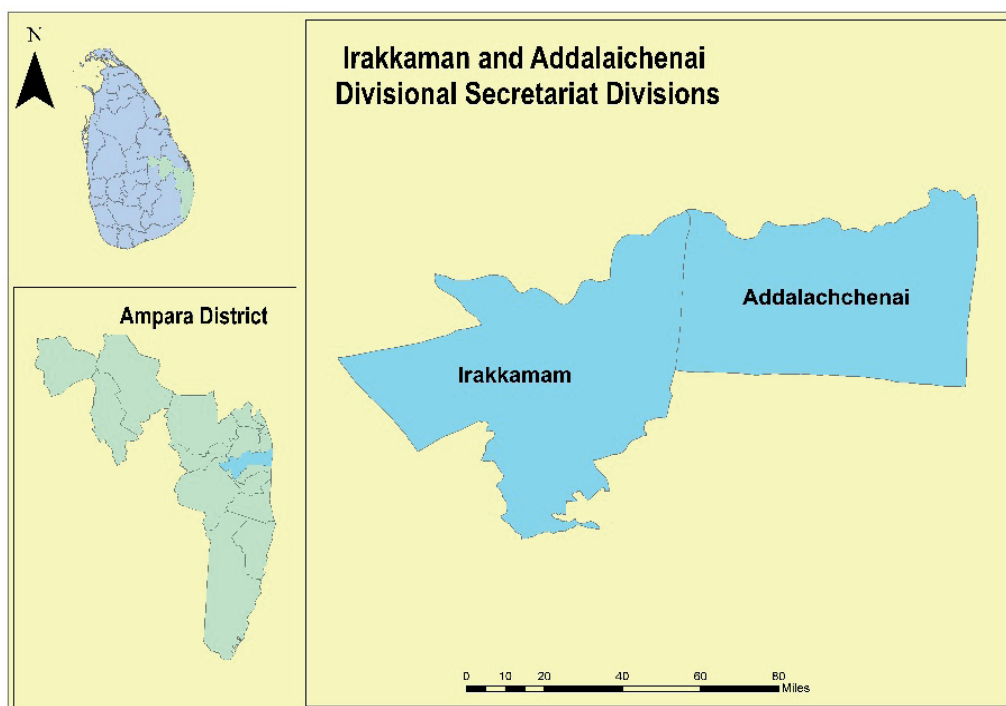 N
Irakkaman and Addalaichenai
Divisional Secretariat Divisions
Ampara District
Addalachchenai
Irakkamam
0 10 20 40 60 80
Miles